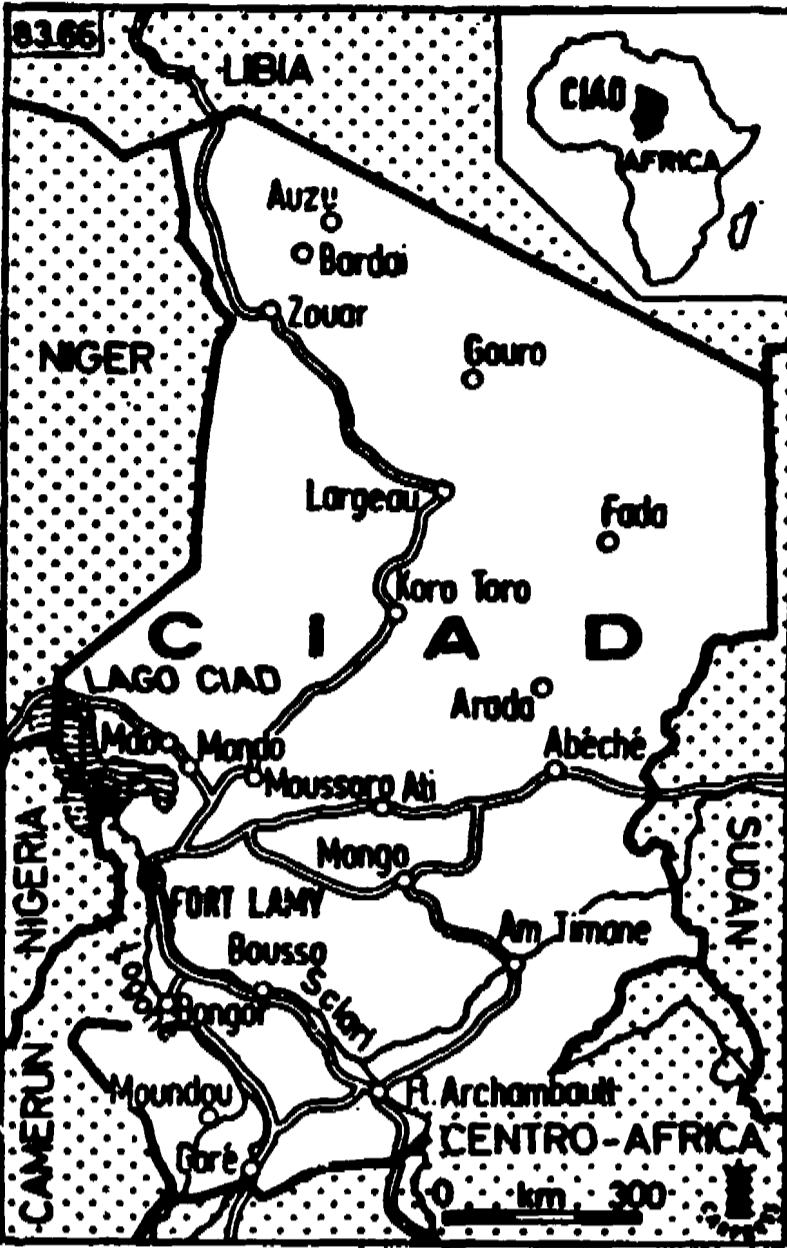 8366
LIBIA
CIAD
AFRICA
Auzu
Bardai
Zouar
NIGER
Gouro
Largeau
Fada
Koro Toro
C I A D
LAGO CIAD
Arada
Mao
Mondo
Moussoro
Ati
Abéché
NIGERIA
SUDAN
Mongo
FORT LAMY
Am Timane
Bousso
Sciari
Bongor
CAMERUN
Moundou
Ft. Archambault
CENTRO-AFRICA
Goré
0 km 300